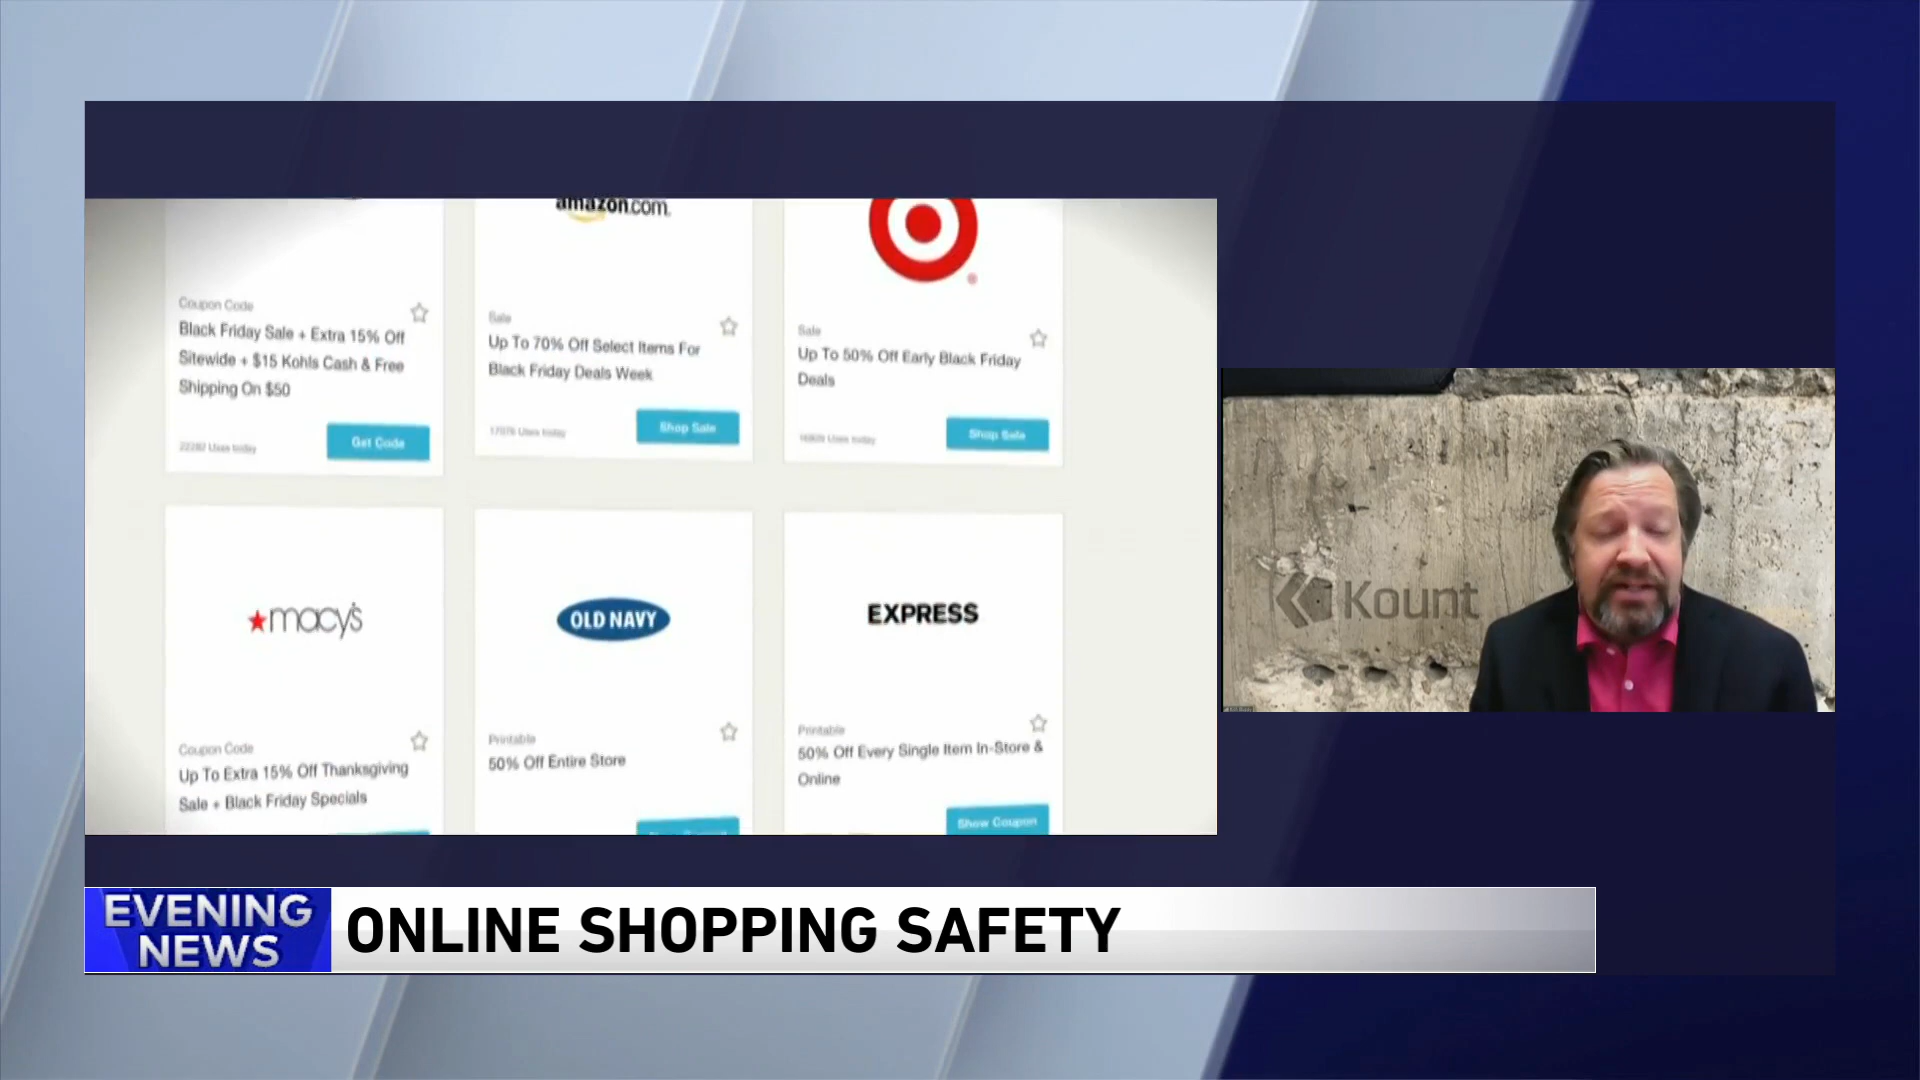 amazon.com
Coupon Code
Black Friday Sale + Extra 15% Off
Sitewide + $15 Kohls Cash & Free
Shipping On $50
Get Code
Sale
Up To 70% Off Select Items For
Black Friday Deals Week
Shop Sale
Sale
Up To 50% Off Early Black Friday
Deals
Shop Sale
macy's
Coupon Code
Up To Extra 15% Off Thanksgiving
Sale + Black Friday Specials
OLD NAVY
Printable
50% Off Entire Store
EXPRESS
Printable
50% Off Every Single Item In-Store &
Online
Show Coupon
Kount
EVENING
NEWS
ONLINE SHOPPING SAFETY